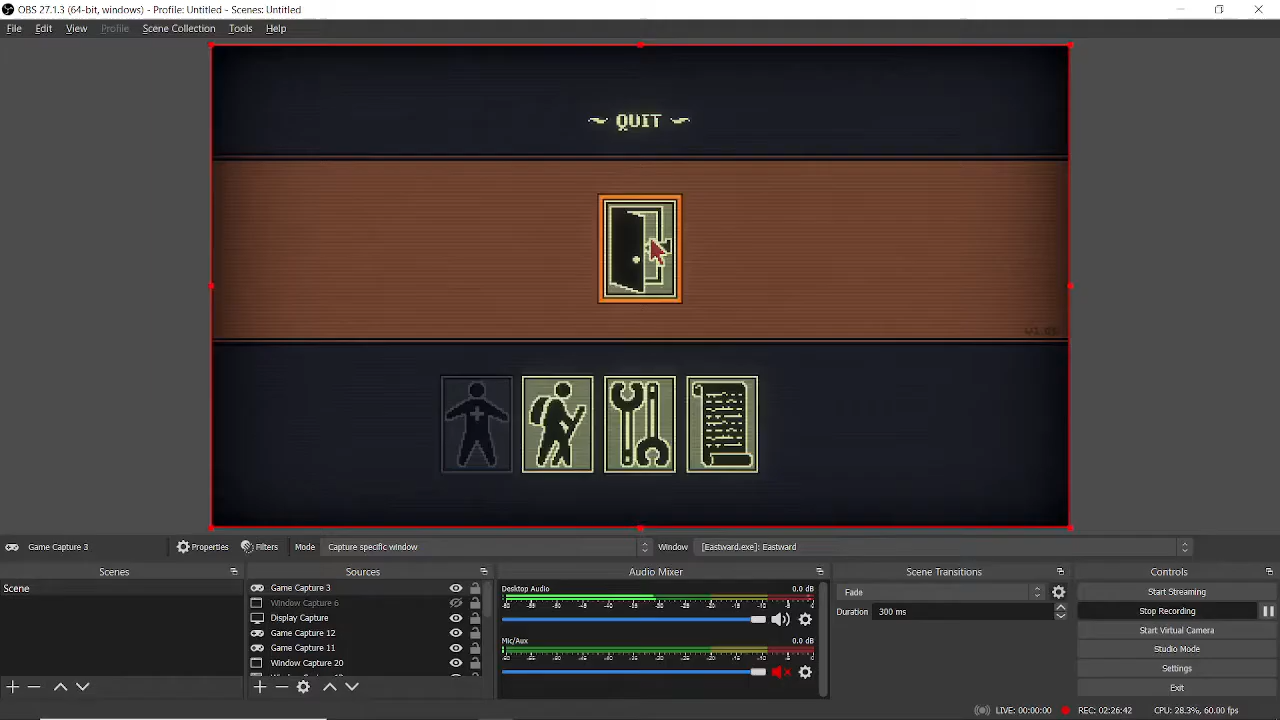 OBS 27.1.3 (64-bit, windows) - Profile: Untitled - Scenes: Untitled
File Edit View Profile Scene Collection Tools Help
QUIT
v1.03
Game Capture 3 Properties Filters Mode Capture specific window Window [Eastward.exe]: Eastward
Scenes Sources Audio Mixer Scene Transitions Controls
Scene
Game Capture 3
Window Capture 6
Display Capture
Game Capture 12
Game Capture 11
Window Capture 20
Desktop Audio 0.0 dB
Mic/Aux 0.0 dB
Fade
Duration 300 ms
Start Streaming
Stop Recording
Start Virtual Camera
Studio Mode
Settings
Exit
LIVE: 00:00:00 REC: 02:26:42 CPU: 28.3%, 60.00 fps